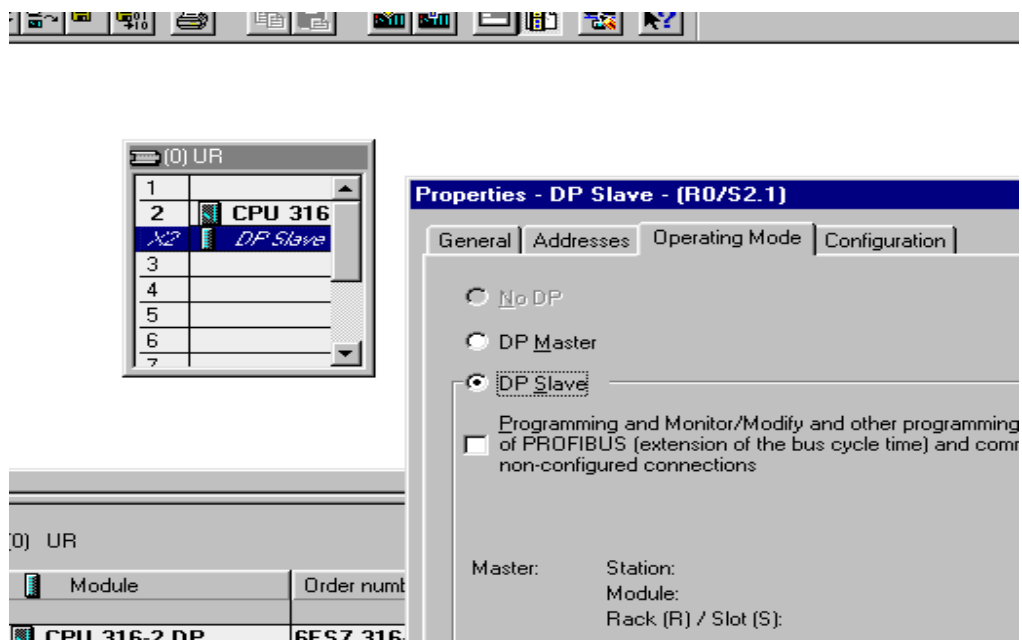 (0) UR
1
2 CPU 316
X2 DP Slave
3
4
5
6
7
Properties - DP Slave - (R0/S2.1)
General Addresses Operating Mode Configuration
No DP
DP Master
DP Slave
Programming and Monitor/Modify and other programming
of PROFIBUS (extension of the bus cycle time) and comm
non-configured connections
Master: Station:
Module:
Rack (R) / Slot (S):
(0) UR
Module Order numb
CPU 316-2 DP 6ES7 316-